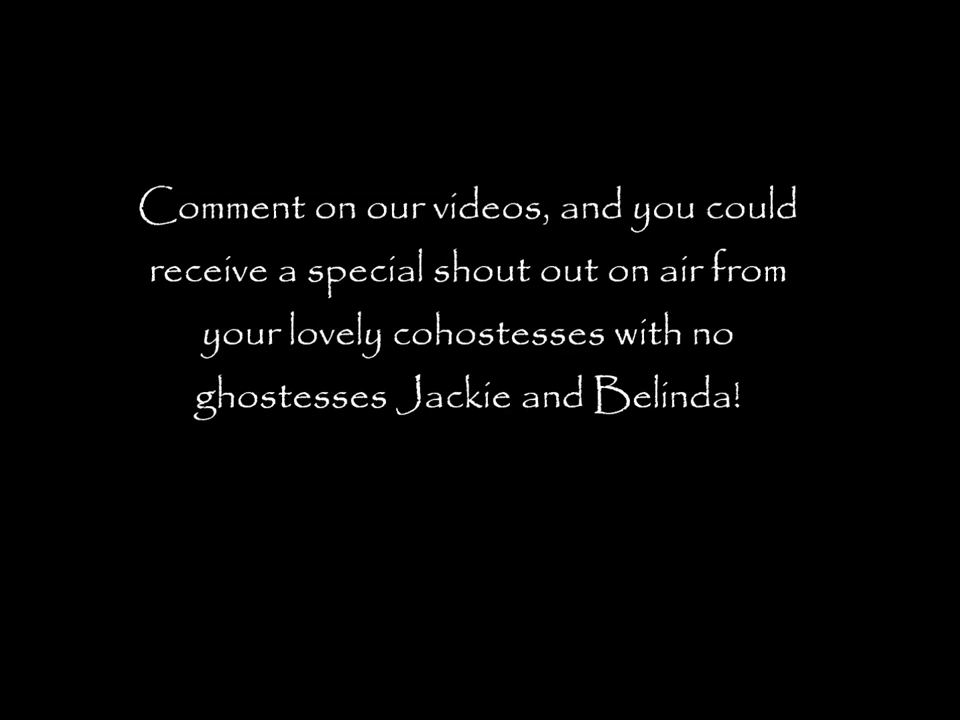 Comment on our videos, and you could
receive a special shout out on air from
your lovely cohostesses with no
ghostesses Jackie and Belinda!